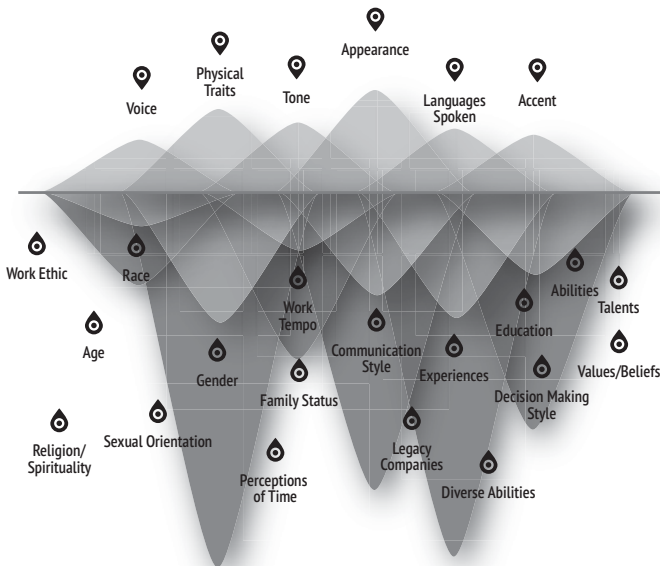 Appearance
Physical
Traits
Tone
Voice
Languages
Spoken
Accent
Work Ethic
Race
Abilities
Talents
Work
Tempo
Education
Age
Communication
Style
Gender
Experiences
Values/Beliefs
Family Status
Decision Making
Style
Religion/
Spirituality
Sexual Orientation
Legacy
Companies
Perceptions
of Time
Diverse Abilities